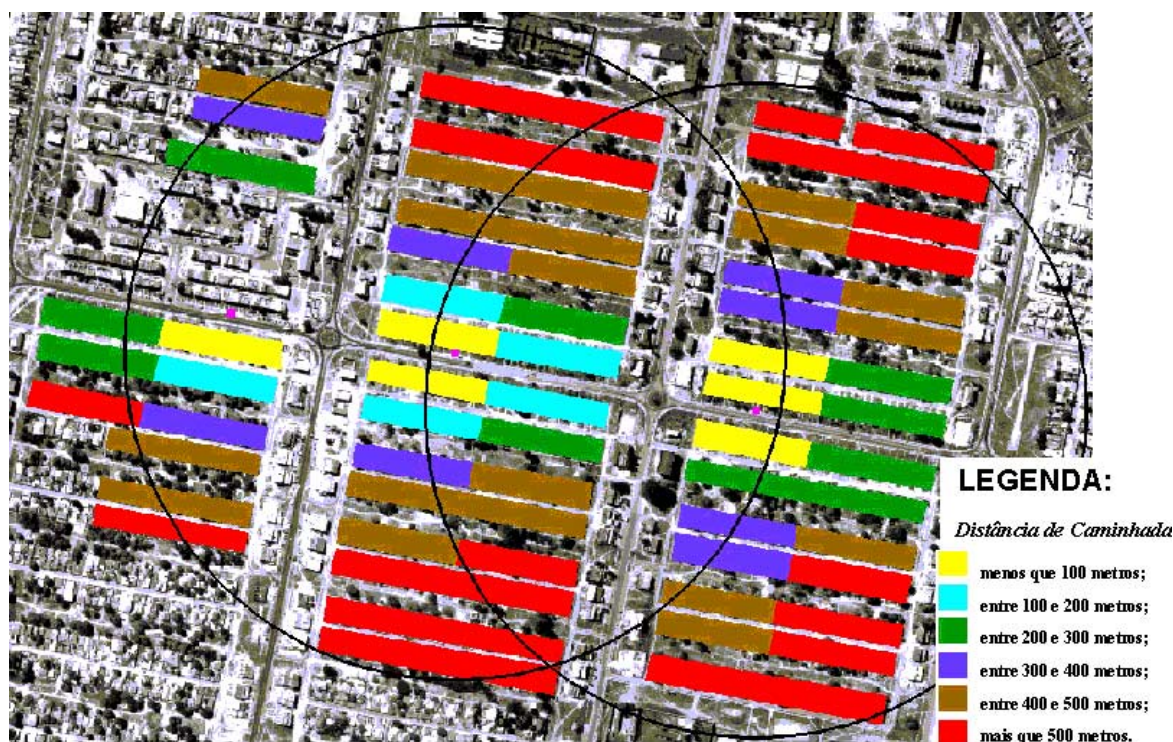 LEGENDA:
Distância de Caminhada
menos que 100 metros;
entre 100 e 200 metros;
entre 200 e 300 metros;
entre 300 e 400 metros;
entre 400 e 500 metros;
mais que 500 metros.